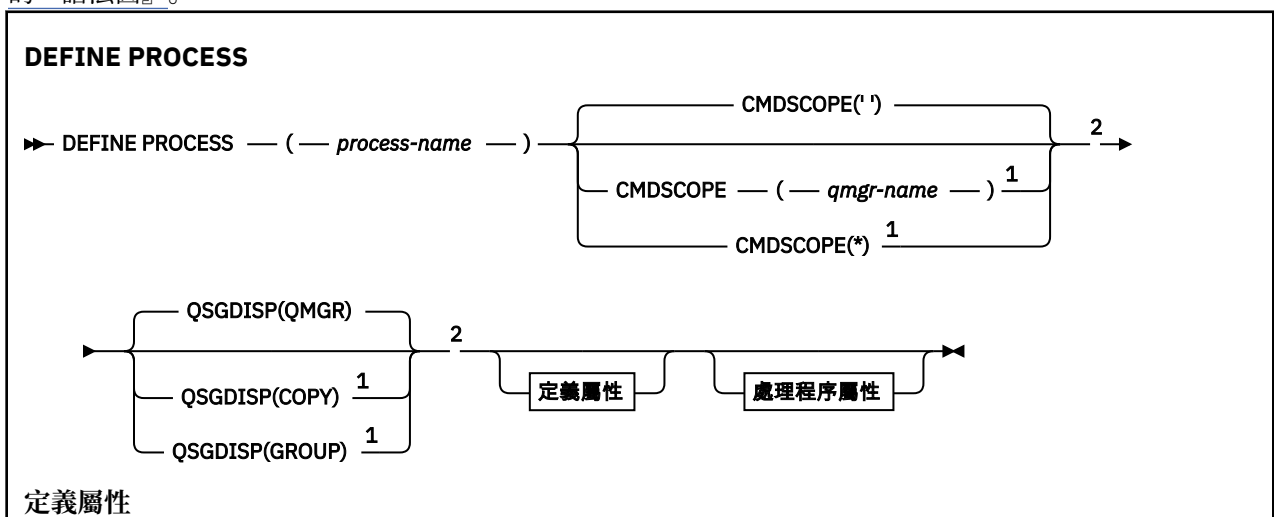 DEFINE PROCESS
CMDSCOPE(' ')
DEFINE PROCESS ( process-name ) 2
CMDSCOPE ( qmgr-name ) 1
CMDSCOPE(*) 1
QSGDISP(QMGR)
2
QSGDISP(COPY) 1
定義屬性 處理程序屬性
QSGDISP(GROUP) 1
定義屬性